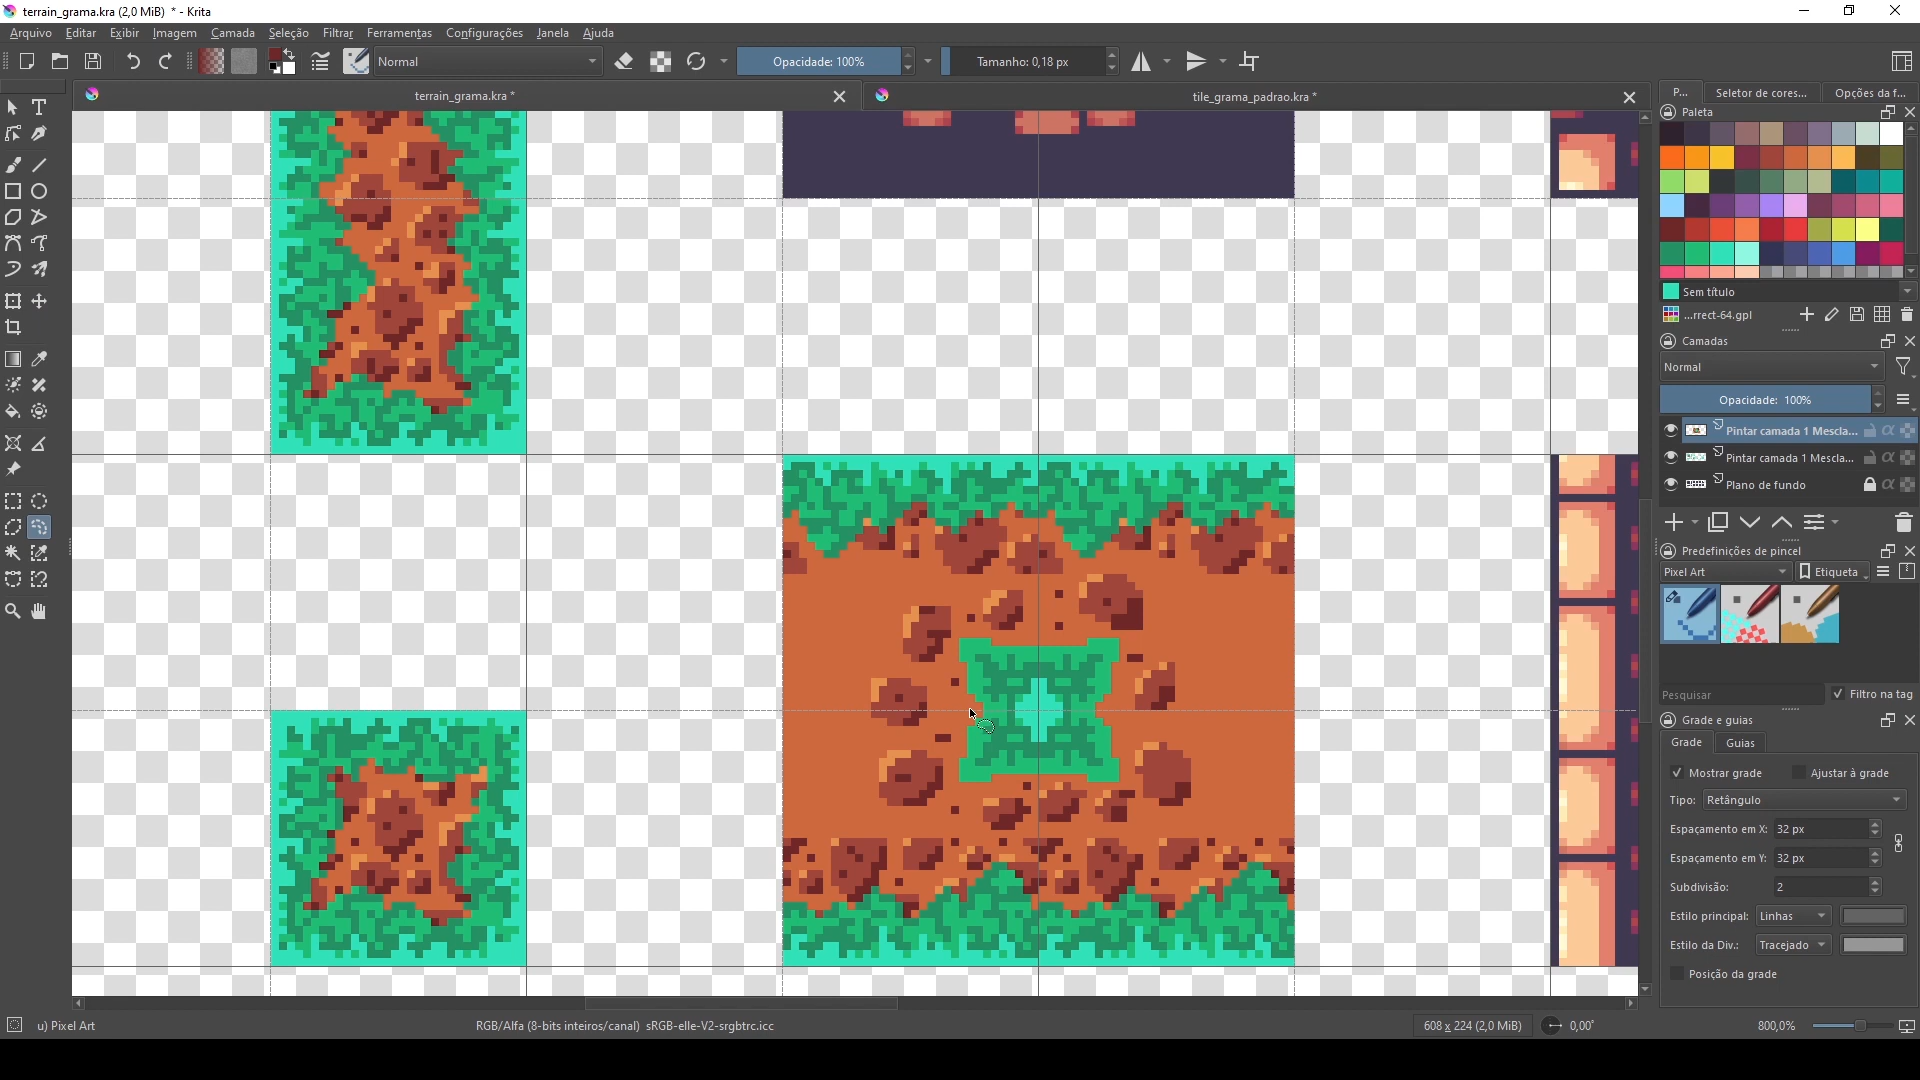 terrain_grama.kra (2,0 MiB) * - Krita
Arquivo Editar Exibir Imagem Camada Seleção Filtrar Ferramentas Configurações Janela Ajuda
Normal Opacidade: 100% Tamanho: 0,18 px
terrain_grama.kra * tile_grama_padrao.kra *
P... Seletor de cores... Opções da f...
Paleta
Sem título
...rrect-64.gpl
Camadas
Normal
Opacidade: 100%
Pintar camada 1 Mescla...
Pintar camada 1 Mescla...
Plano de fundo
Predefinições de pincel
Pixel Art Etiqueta
Pesquisar Filtro na tag
Grade e guias
Grade Guias
Mostrar grade Ajustar à grade
Tipo: Retângulo
Espaçamento em X: 32 px
Espaçamento em Y: 32 px
Subdivisão: 2
Estilo principal: Linhas
Estilo da Div.: Tracejado
Posição da grade
u) Pixel Art RGB/Alfa (8-bits inteiros/canal) sRGB-elle-V2-srgbtrc.icc 608 x 224 (2,0 MiB) 0,00° 800,0%